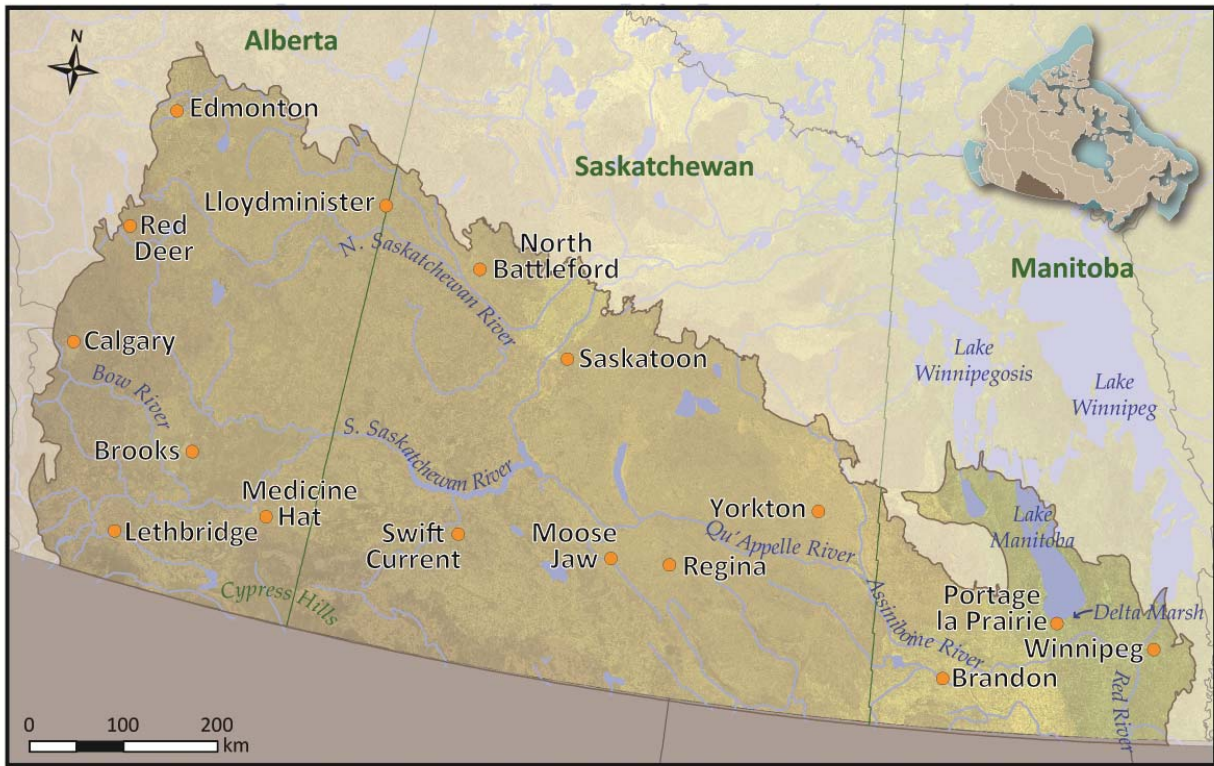 N
Alberta
Edmonton
Saskatchewan
Lloydminister
Red
Deer
North
Battleford
N. Saskatchewan River
Manitoba
Calgary
Saskatoon
Lake
Winnipegosis
Lake
Winnipeg
Bow River
Brooks
S. Saskatchewan River
Medicine
Hat
Lethbridge
Swift
Current
Moose
Jaw
Yorkton
Qu'Appelle River
Regina
Lake
Manitoba
Cypress Hills
Assiniboine River
Portage
la Prairie
Delta Marsh
Winnipeg
Brandon
Red River
0 100 200
km